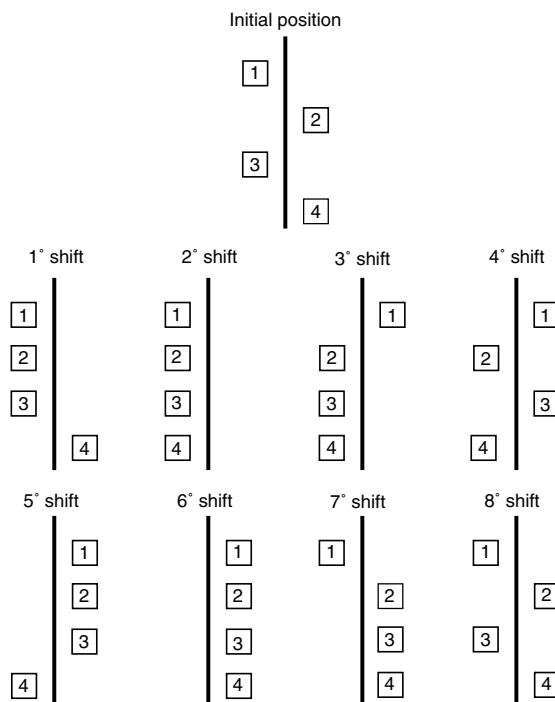 Initial position
1
2
3
4
1° shift 2° shift 3° shift 4° shift
1 1 1 1
2 2 2 2
3 3 3 3
4 4 4 4
5° shift 6° shift 7° shift 8° shift
1 1 1 1
2 2 2 2
3 3 3 3
4 4 4 4